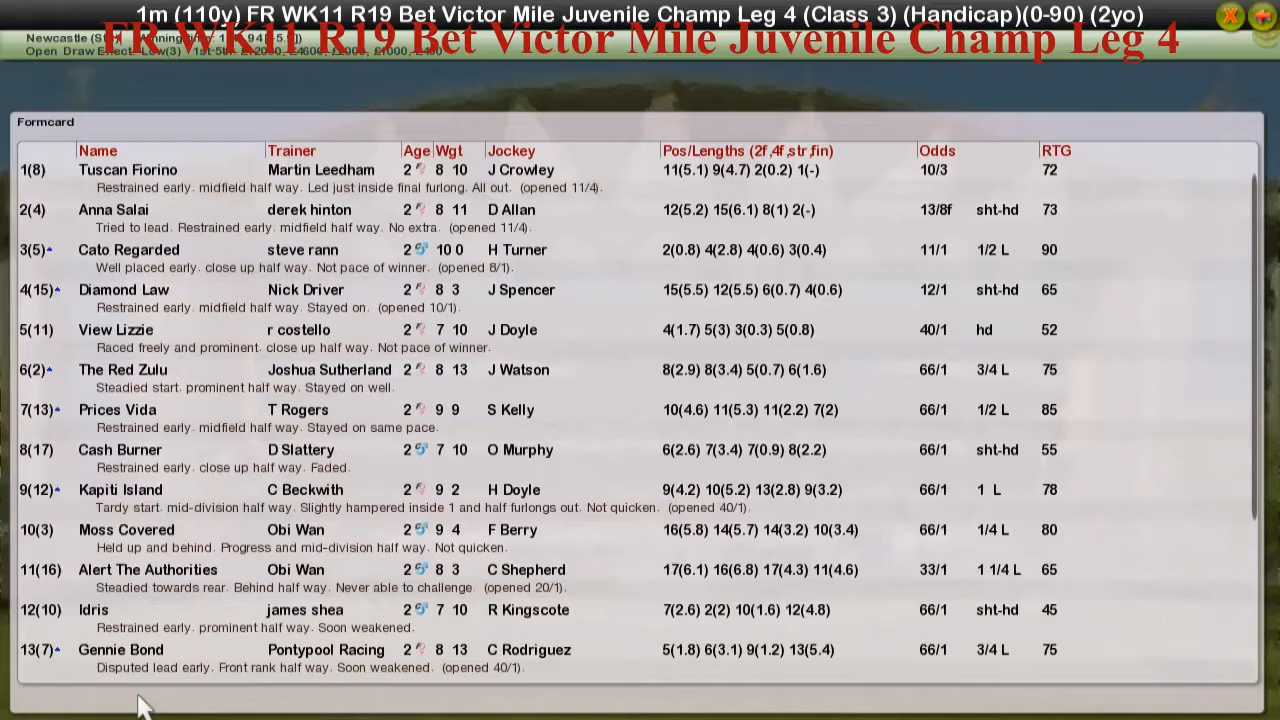 1m (110y) FR WK11 R19 Bet Victor Mile Juvenile Champ Leg 4 (Class 3) (Handicap)(0-90) (2yo)
FR WK11 R19 Bet Victor Mile Juvenile Champ Leg 4
Newcastle
Open Draw Effect: Low(3) 1st-5th:
Formcard
Name Trainer Age Wgt Jockey Pos/Lengths (2f,4f,str,fin) Odds RTG
1(8) Tuscan Fiorino Martin Leedham 2 8 10 J Crowley 11(5.1) 9(4.7) 2(0.2) 1(-) 10/3 72
Restrained early. midfield half way. Led just inside final furlong. All out. (opened 11/4).
2(4) Anna Salai derek hinton 2 8 11 D Allan 12(5.2) 15(6.1) 8(1) 2(-) 13/8f sht-hd 73
Tried to lead. Restrained early. midfield half way. No extra. (opened 11/4).
3(5) Cato Regarded steve rann 2 10 0 H Turner 2(0.8) 4(2.8) 4(0.6) 3(0.4) 11/1 1/2 L 90
Well placed early. close up half way. Not pace of winner. (opened 8/1).
4(15) Diamond Law Nick Driver 2 8 3 J Spencer 15(5.5) 12(5.5) 6(0.7) 4(0.6) 12/1 sht-hd 65
Restrained early. midfield half way. Stayed on. (opened 10/1).
5(11) View Lizzie r costello 2 7 10 J Doyle 4(1.7) 5(3) 3(0.3) 5(0.8) 40/1 hd 52
Raced freely and prominent. close up half way. Not pace of winner.
6(2) The Red Zulu Joshua Sutherland 2 8 13 J Watson 8(2.9) 8(3.4) 5(0.7) 6(1.6) 66/1 3/4 L 75
Steadied start. prominent half way. Stayed on well.
7(13) Prices Vida T Rogers 2 9 9 S Kelly 10(4.6) 11(5.3) 11(2.2) 7(2) 66/1 1/2 L 85
Restrained early. midfield half way. Stayed on same pace.
8(17) Cash Burner D Slattery 2 7 10 O Murphy 6(2.6) 7(3.4) 7(0.9) 8(2.2) 66/1 sht-hd 55
Restrained early. close up half way. Faded.
9(12) Kapiti Island C Beckwith 2 9 2 H Doyle 9(4.2) 10(5.2) 13(2.8) 9(3.2) 66/1 1 L 78
Tardy start. mid-division half way. Slightly hampered inside 1 and half furlongs out. Not quicken. (opened 40/1).
10(3) Moss Covered Obi Wan 2 9 4 F Berry 16(5.8) 14(5.7) 14(3.2) 10(3.4) 66/1 1/4 L 80
Held up and behind. Progress and mid-division half way. Not quicken.
11(16) Alert The Authorities Obi Wan 2 8 3 C Shepherd 17(6.1) 16(6.8) 17(4.3) 11(4.6) 33/1 1 1/4 L 65
Steadied towards rear. Behind half way. Never able to challenge. (opened 20/1).
12(10) Idris james shea 2 7 10 R Kingscote 7(2.6) 2(2) 10(1.6) 12(4.8) 66/1 sht-hd 45
Restrained early. prominent half way. Soon weakened.
13(7) Gennie Bond Pontypool Racing 2 8 13 C Rodriguez 5(1.8) 6(3.1) 9(1.2) 13(5.4) 66/1 3/4 L 75
Disputed lead early. Front rank half way. Soon weakened. (opened 40/1).